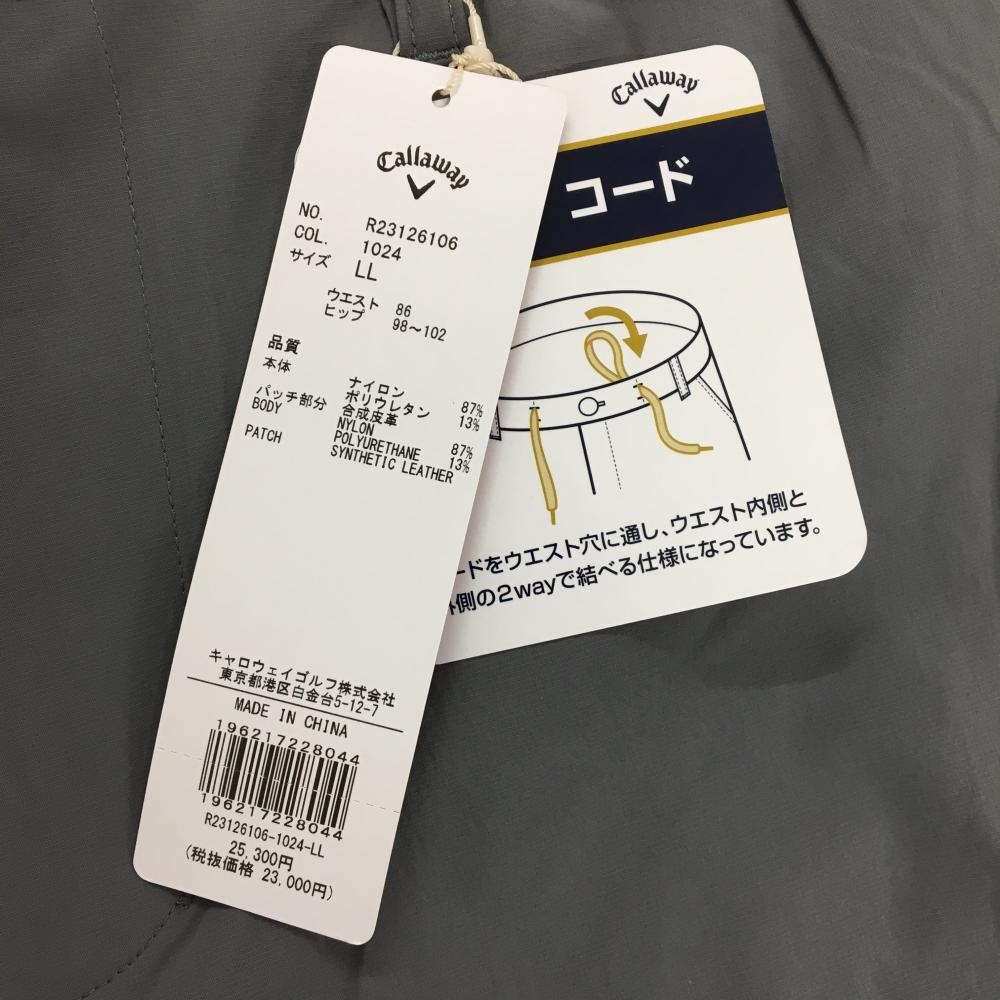 Callaway
NO. R23126106
COL. 1024
サイズ LL
ウエスト 86
ヒップ 98～102
品質
本体 ナイロン 87%
ポリウレタン 13%
パッチ部分 合成皮革
BODY NYLON 87%
POLYURETHANE 13%
PATCH SYNTHETIC LEATHER
キャロウェイゴルフ株式会社
東京都港区白金台5-12-7
MADE IN CHINA
196217228044
196217228044
R23126106-1024-LL
25,300円
(税抜価格 23,000円)
Callaway
コード
ードをウエスト穴に通し、ウエスト内側と
側の2wayで結べる仕様になっています。